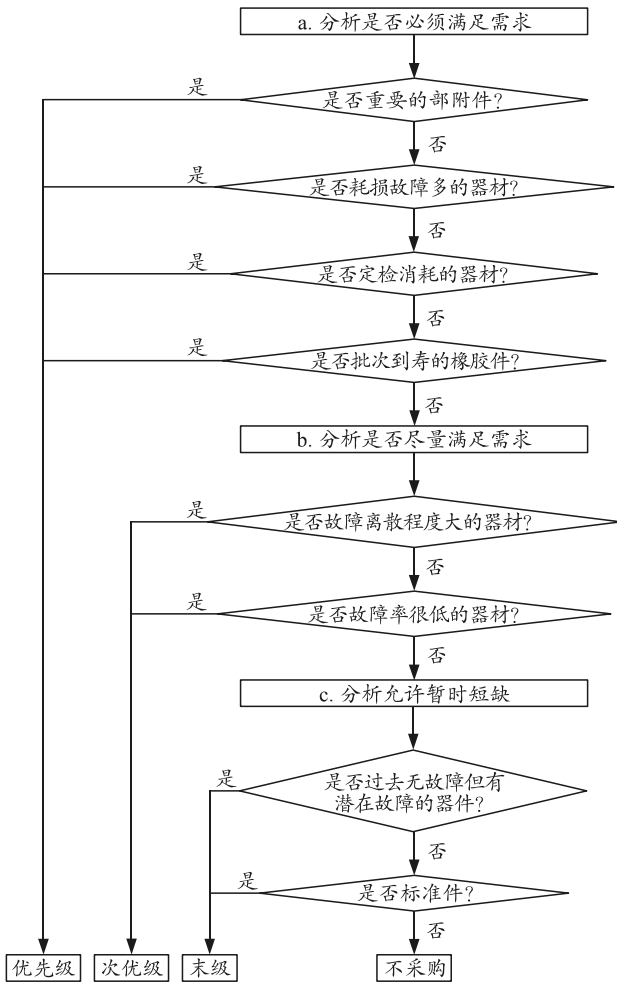 a. 分析是否必须满足需求
是
是否重要的部附件?
否
是
是否耗损故障多的器材?
否
是
是否定检消耗的器材?
否
是
是否批次到寿的橡胶件?
否
b. 分析是否尽量满足需求
是
是否故障离散程度大的器材?
否
是
是否故障率很低的器材?
否
c. 分析允许暂时短缺
是
是否过去无故障但有
潜在故障的器件?
否
是
是否标准件?
否
优先级
次优级
末级
不采购